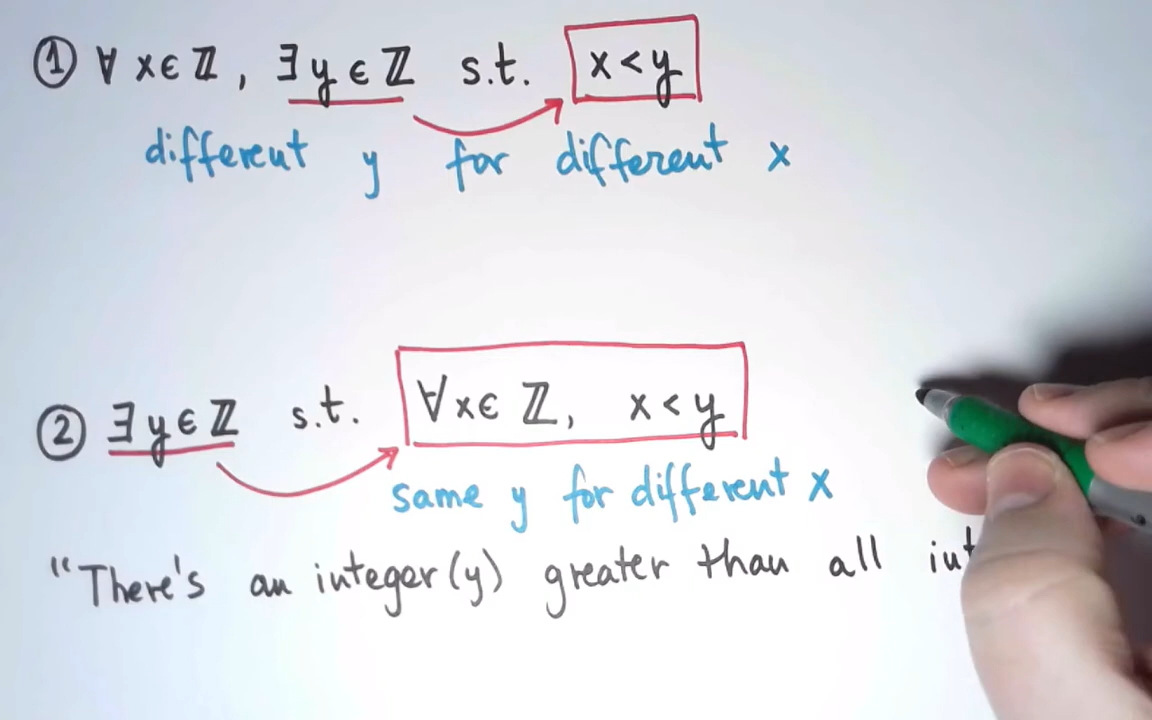 ① ∀ x∈ℤ, ∃y∈ℤ s.t. x<y
different y for different x
② ∃y∈ℤ s.t. ∀x∈ℤ, x<y
same y for different x
"There's an integer(y) greater than all